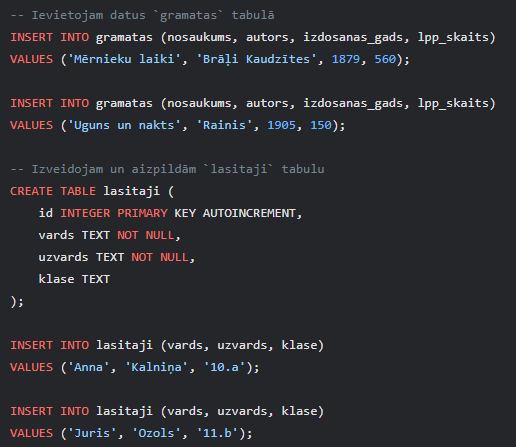 -- Ievietojam datus `gramatas` tabulā
INSERT INTO gramatas (nosaukums, autors, izdosanas_gads, lpp_skaits)
VALUES ('Mērnieku laiki', 'Brāļi Kaudzītes', 1879, 560);
INSERT INTO gramatas (nosaukums, autors, izdosanas_gads, lpp_skaits)
VALUES ('Uguns un nakts', 'Rainis', 1905, 150);
-- Izveidojam un aizpildām `lasitaji` tabulu
CREATE TABLE lasitaji (
    id INTEGER PRIMARY KEY AUTOINCREMENT,
    vards TEXT NOT NULL,
    uzvards TEXT NOT NULL,
    klase TEXT
);
INSERT INTO lasitaji (vards, uzvards, klase)
VALUES ('Anna', 'Kalniņa', '10.a');
INSERT INTO lasitaji (vards, uzvards, klase)
VALUES ('Juris', 'Ozols', '11.b');